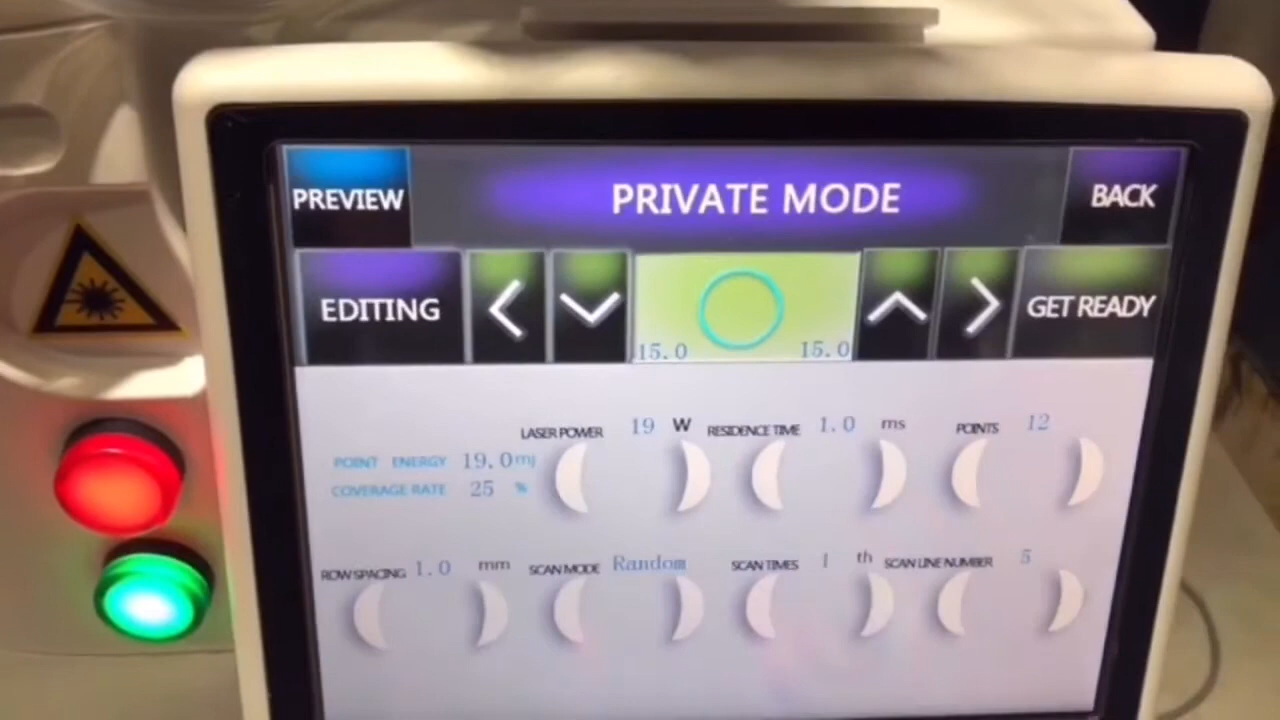 PREVIEW PRIVATE MODE BACK
EDITING GET READY
15.0 15.0
LASER POWER 19 W RESIDENCE TIME 1.0 ms POINTS 12
POINT ENERGY 19.0mj
COVERAGE RATE 25 %
ROW SPACING 1.0 mm SCAN MODE Random SCAN TIMES 1 th SCAN LINE NUMBER 5